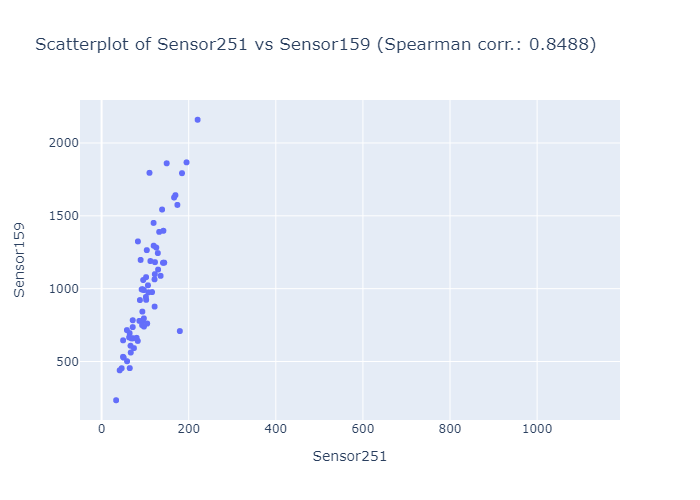 Scatterplot of Sensor251 vs Sensor159 (Spearman corr.: 0.8488)
2000
1500
1000
500
0 200 400 600 800 1000
Sensor159
Sensor251